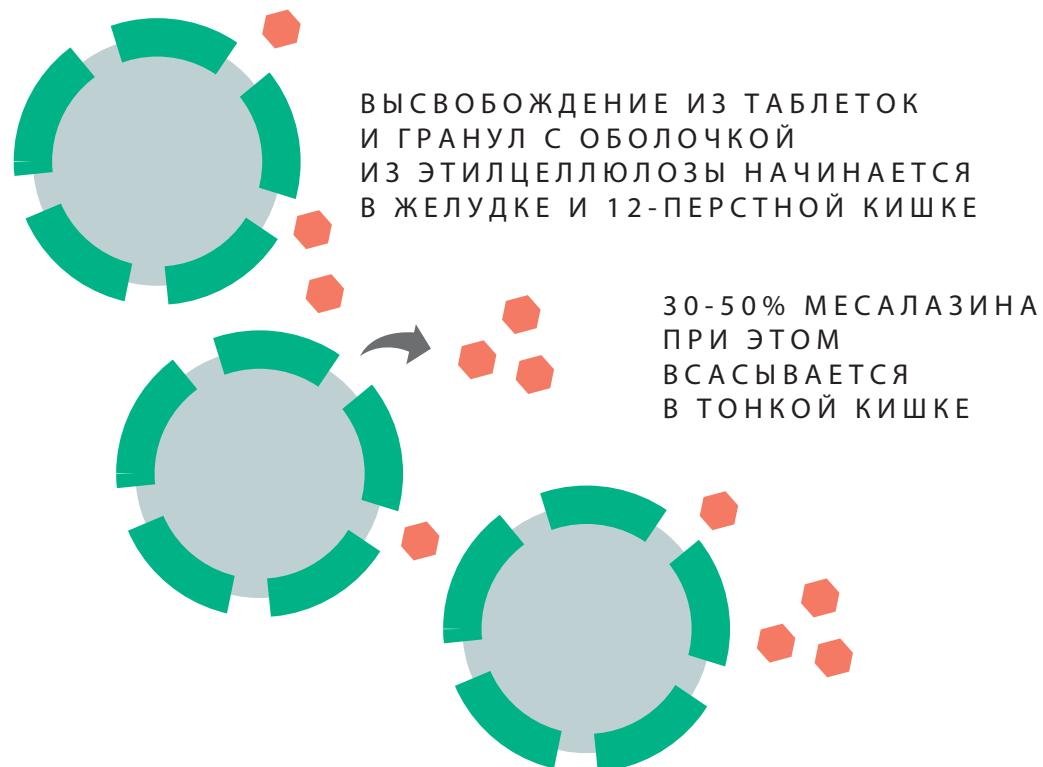 ВЫСВОБОЖДЕНИЕ ИЗ ТАБЛЕТОК
И ГРАНУЛ С ОБОЛОЧКОЙ
ИЗ ЭТИЛЦЕЛЛЮЛОЗЫ НАЧИНАЕТСЯ
В ЖЕЛУДКЕ И 12-ПЕРСТНОЙ КИШКЕ
30-50% МЕСАЛАЗИНА
ПРИ ЭТОМ
ВСАСЫВАЕТСЯ
В ТОНКОЙ КИШКЕ